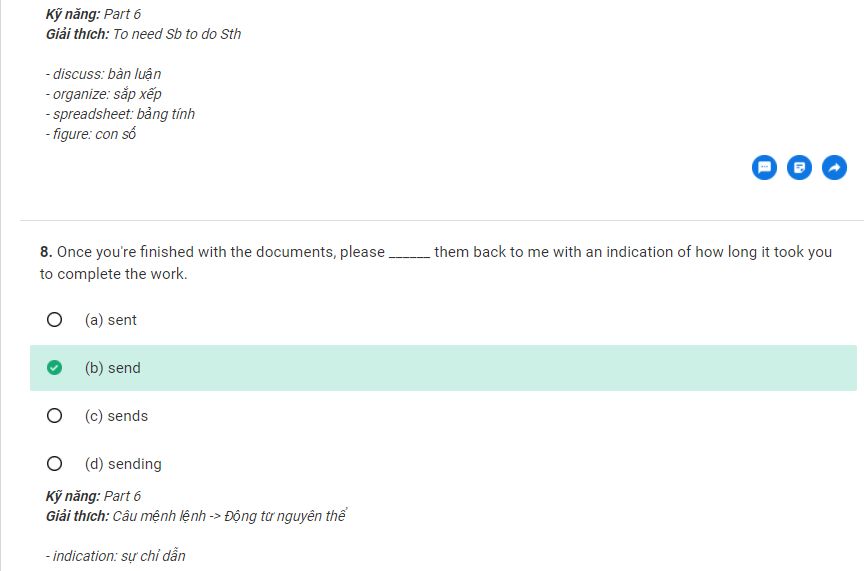 Kỹ năng: Part 6
Giải thích: To need Sb to do Sth
- discuss: bàn luận
- organize: sắp xếp
- spreadsheet: bảng tính
- figure: con số
8. Once you're finished with the documents, please ______ them back to me with an indication of how long it took you
to complete the work.
(a) sent
(b) send
(c) sends
(d) sending
Kỹ năng: Part 6
Giải thích: Câu mệnh lệnh -> Động từ nguyên thể
- indication: sự chỉ dẫn